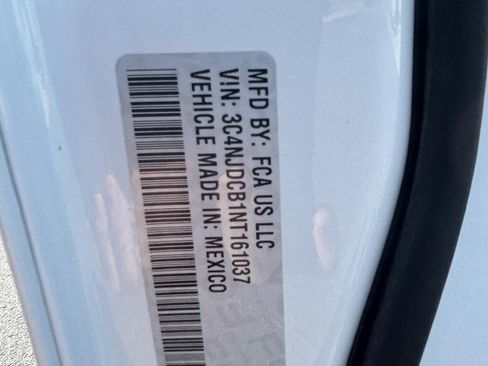 MFD BY: FCA US LLC
VIN: 3C4NJDCB1NT161037
VEHICLE MADE IN: MEXICO